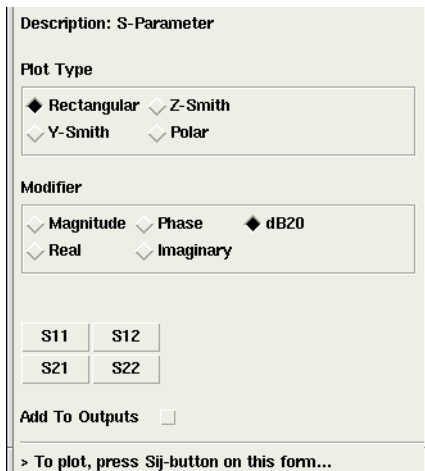 Description: S-Parameter
Plot Type
Rectangular Z-Smith
Y-Smith Polar
Modifier
Magnitude Phase dB20
Real Imaginary
S11 S12
S21 S22
Add To Outputs
> To plot, press Sij-button on this form...